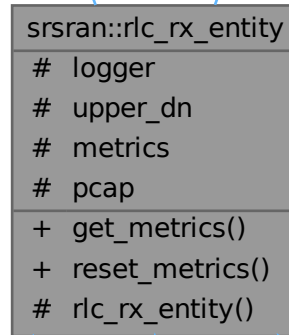 srsran::rlc_rx_entity
# logger
# upper_dn
# metrics
# pcap
+ get_metrics()
+ reset_metrics()
# rlc_rx_entity()